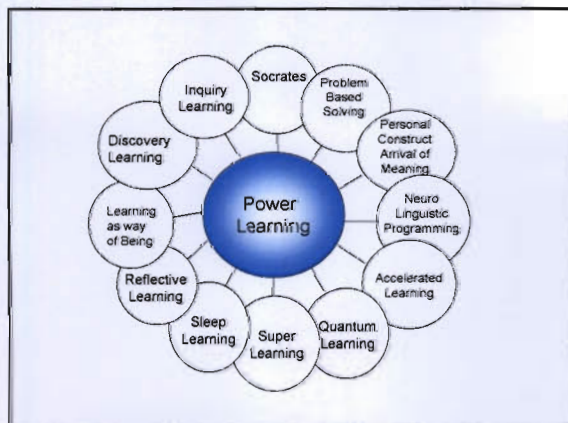 Socrates
Problem
Based
Solving
Personal
Construct
Arrival of
Meaning
Neuro
Linguistic
Programming
Accelerated
Learning
Quantum
Learning
Super
Learning
Sleep
Learning
Reflective
Learning
Learning
as way
of Being
Discovery
Learning
Inquiry
Learning
Power
Learning